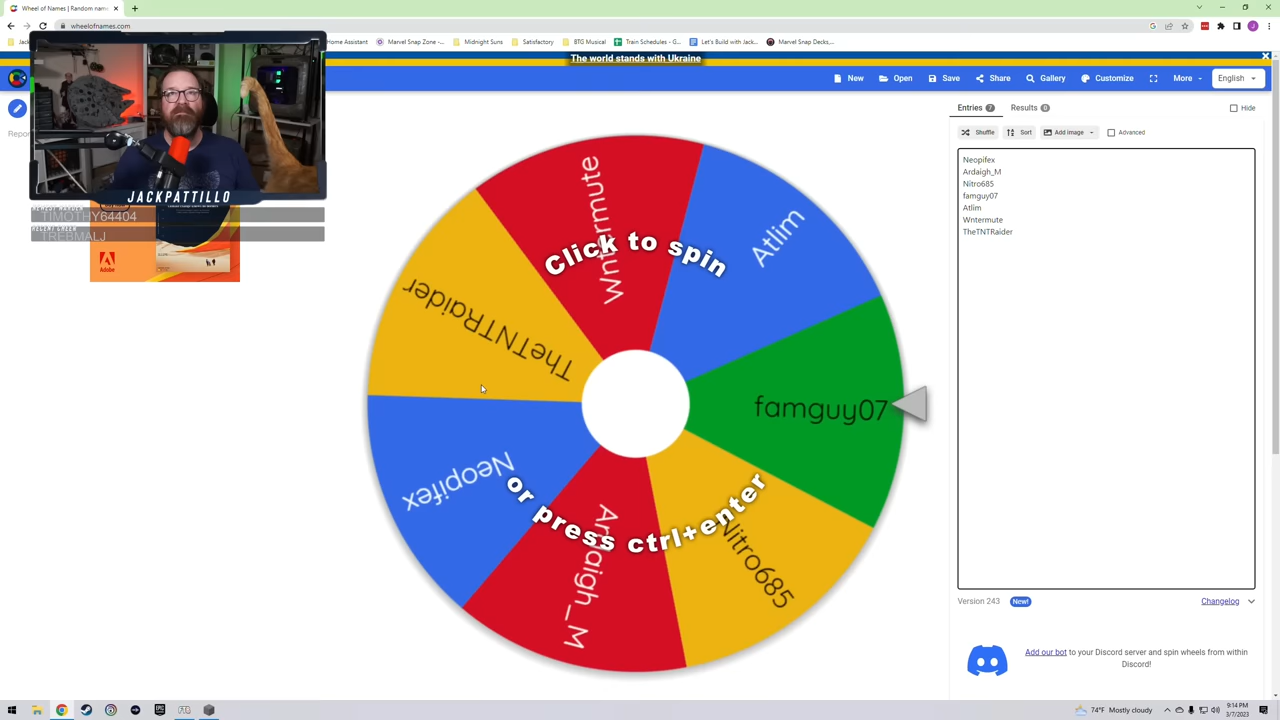 Wheel of Names | Random name
wheelofnames.com
Home Assistant
Marvel Snap Zone -...
Midnight Suns
Satisfactory
BTG Musical
Train Schedules - G...
Let's Build with Jack...
Marvel Snap Decks,...
The world stands with Ukraine
New
Open
Save
Share
Gallery
Customize
More
English
JACKPATTILLO
TIMOTHY64404
RECENT CHEER
TREBMALJ
Adobe
Entries 7
Results 0
Hide
Shuffle
Sort
Add image
Advanced
Neopifex
Ardaigh_M
Nitro685
famguy07
Atlim
Wntermute
TheTNTRaider
Click to spin
or press ctrl+enter
Wntermute
Atlim
famguy07
Nitro685
Ardaigh_M
Neopifex
TheTNTRaider
Version 243
New!
Changelog
Add our bot to your Discord server and spin wheels from within
Discord!
74°F Mostly cloudy
9:14 PM
3/7/2023